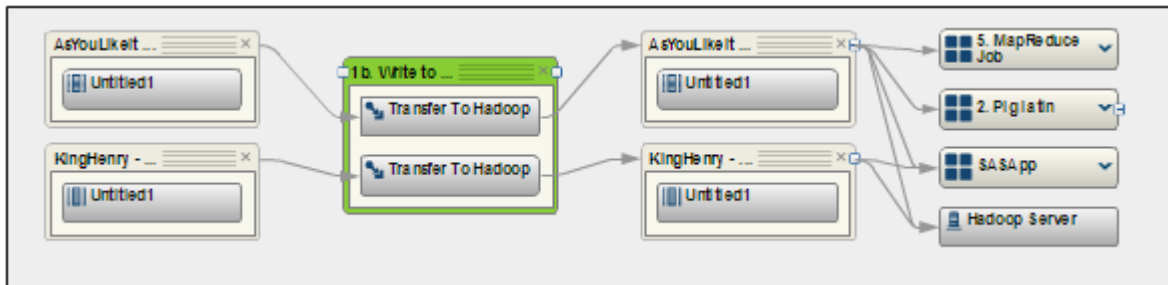 AsYouLikeIt ...
Untitled1
KingHenry - ...
Untitled1
1b. Write to ...
Transfer To Hadoop
Transfer To Hadoop
AsYouLikeIt ...
Untitled1
KingHenry - ...
Untitled1
5. MapReduce
Job
2. Piglatin
SASApp
Hadoop Server